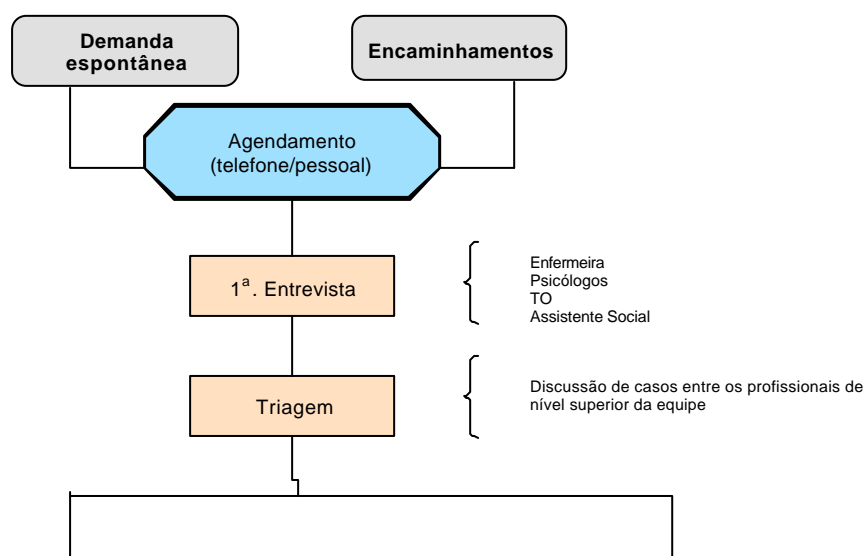 Demanda
espontânea
Encaminhamentos
Agendamento
(telefone/pessoal)
1ª. Entrevista
Enfermeira
Psicólogos
TO
Assistente Social
Triagem
Discussão de casos entre os profissionais de
nível superior da equipe